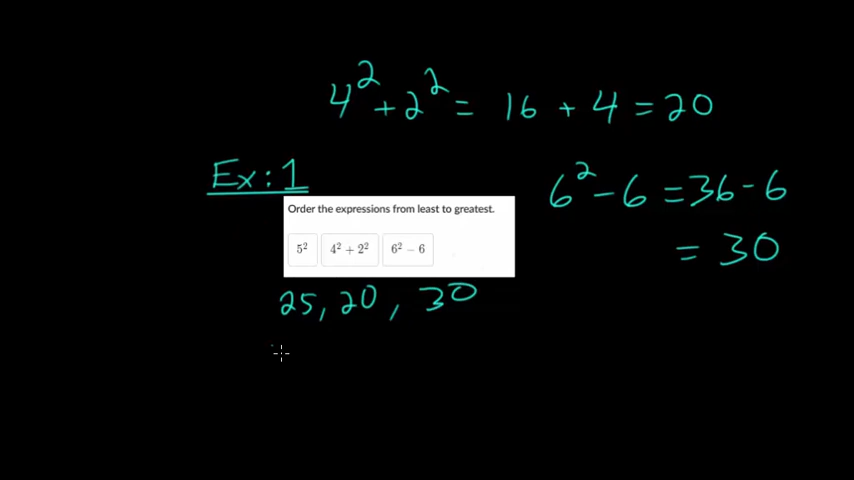 4² + 2² = 16 + 4 = 20
Ex: 1
6² - 6 = 36 - 6
= 30
Order the expressions from least to greatest.
5² 4² + 2² 6² − 6
25, 20, 30